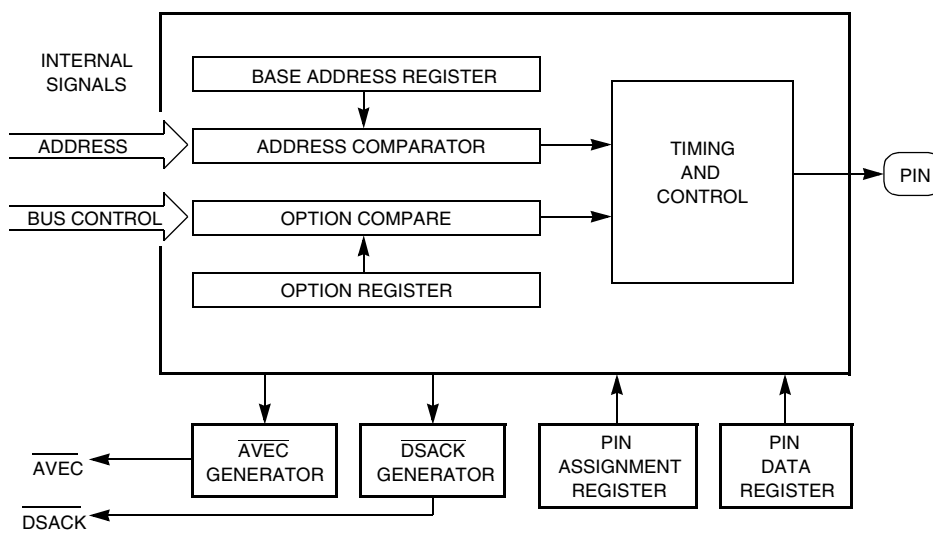 INTERNAL
SIGNALS
BASE ADDRESS REGISTER
ADDRESS
ADDRESS COMPARATOR
TIMING
AND
CONTROL
PIN
BUS CONTROL
OPTION COMPARE
OPTION REGISTER
AVEC
GENERATOR
DSACK
GENERATOR
PIN
ASSIGNMENT
REGISTER
PIN
DATA
REGISTER
AVEC
DSACK